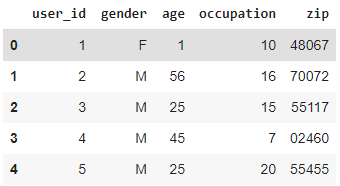 user_id gender age occupation zip
0 1 F 1 10 48067
1 2 M 56 16 70072
2 3 M 25 15 55117
3 4 M 45 7 02460
4 5 M 25 20 55455